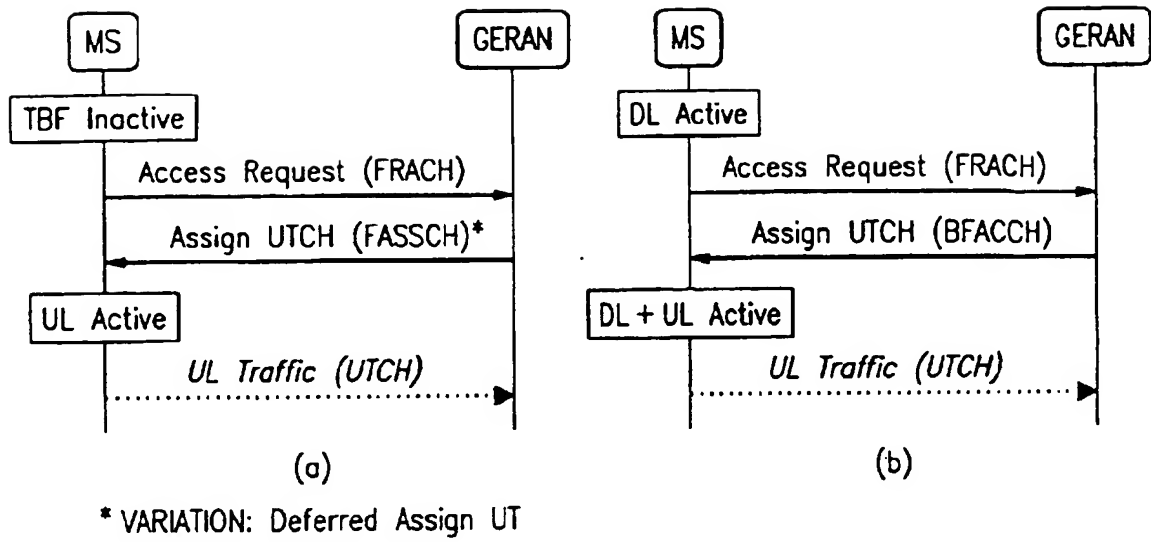 MS
GERAN
TBF Inactive
Access Request (FRACH)
Assign UTCH (FASSCH)*
UL Active
UL Traffic (UTCH)
(a)
* VARIATION: Deferred Assign UT
MS
GERAN
DL Active
Access Request (FRACH)
Assign UTCH (BFACCH)
DL + UL Active
UL Traffic (UTCH)
(b)